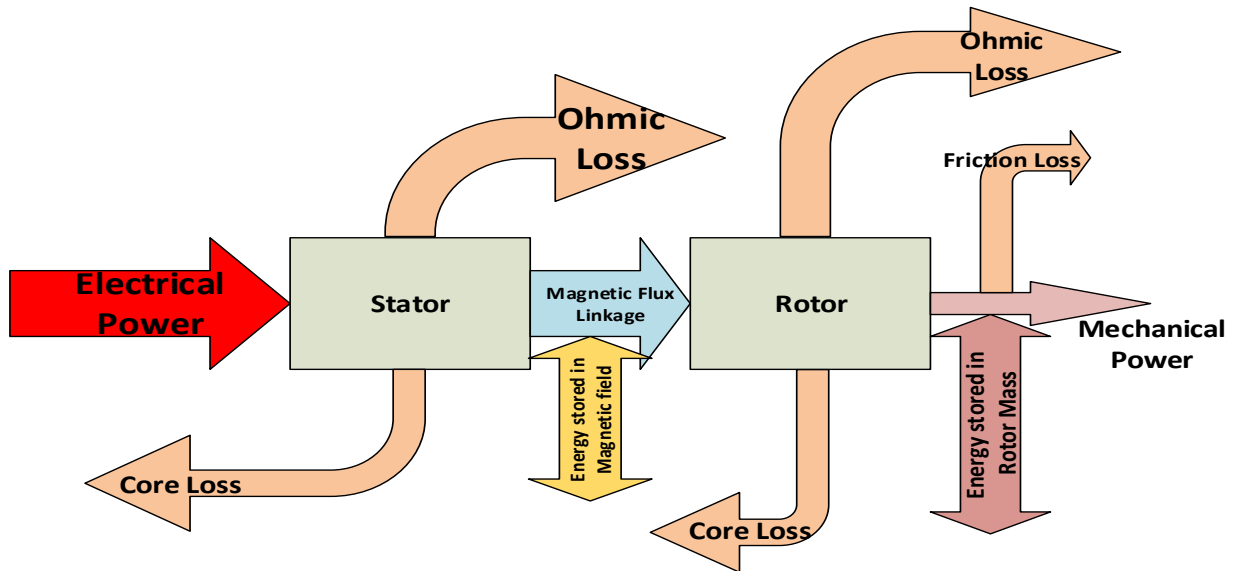 Ohmic
Loss
Ohmic
Loss
Friction Loss
Electrical
Power
Stator
Magnetic Flux
Linkage
Rotor
Mechanical
Power
Energy stored in
Magnetic field
Energy stored in
Rotor Mass
Core Loss
Core Loss